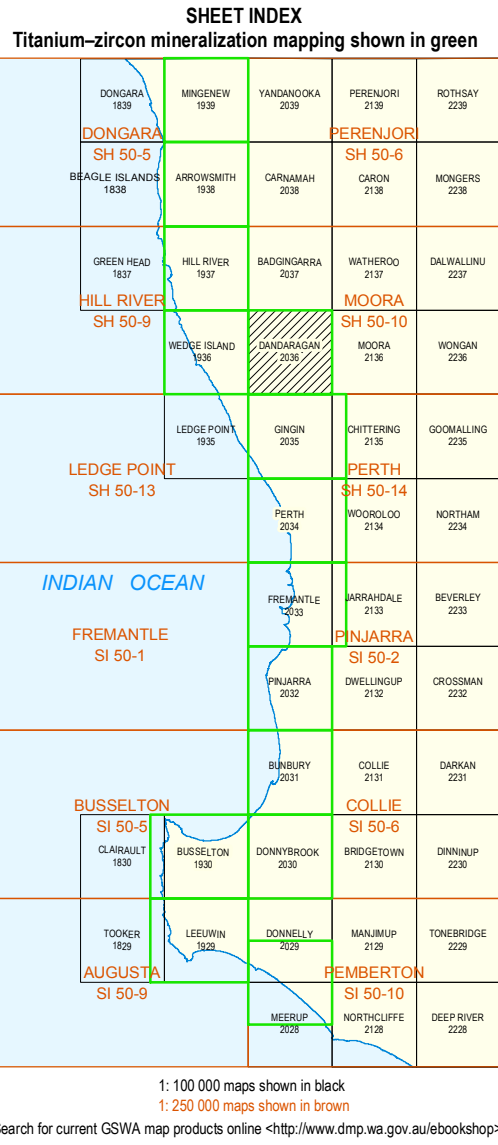 SHEET INDEX
Titanium–zircon mineralization mapping shown in green
DONGARA
1839
MINGENEW
1939
YANDANOOKA
2039
PERENJORI
2139
ROTHSAY
2239
DONGARA
SH 50-5
PERENJORI
SH 50-6
BEAGLE ISLANDS
1838
ARROWSMITH
1938
CARNAMAH
2038
CARON
2138
MONGERS
2238
GREEN HEAD
1837
HILL RIVER
1937
BADGINGARRA
2037
WATHEROO
2137
DALWALLINU
2237
HILL RIVER
SH 50-9
MOORA
SH 50-10
WEDGE ISLAND
1936
DANDARAGAN
2036
MOORA
2136
WONGAN
2236
LEDGE POINT
1935
GINGIN
2035
CHITTERING
2135
GOOMALLING
2235
LEDGE POINT
SH 50-13
PERTH
SH 50-14
PERTH
2034
WOOROLOO
2134
NORTHAM
2234
INDIAN OCEAN
FREMANTLE
2033
JARRAHDALE
2133
BEVERLEY
2233
FREMANTLE
SI 50-1
PINJARRA
SI 50-2
PINJARRA
2032
DWELLINGUP
2132
CROSSMAN
2232
BUNBURY
2031
COLLIE
2131
DARKAN
2231
BUSSELTON
SI 50-5
COLLIE
SI 50-6
CLAIRAULT
1830
BUSSELTON
1930
DONNYBROOK
2030
BRIDGETOWN
2130
DINNINUP
2230
TOOKER
1829
LEEUWIN
1929
DONNELLY
2029
MANJIMUP
2129
TONEBRIDGE
2229
AUGUSTA
SI 50-9
PEMBERTON
SI 50-10
MEERUP
2028
NORTHCLIFFE
2128
DEEP RIVER
2228
1: 100 000 maps shown in black
1: 250 000 maps shown in brown
Search for current GSWA map products online <http://www.dmp.wa.gov.au/ebookshop>